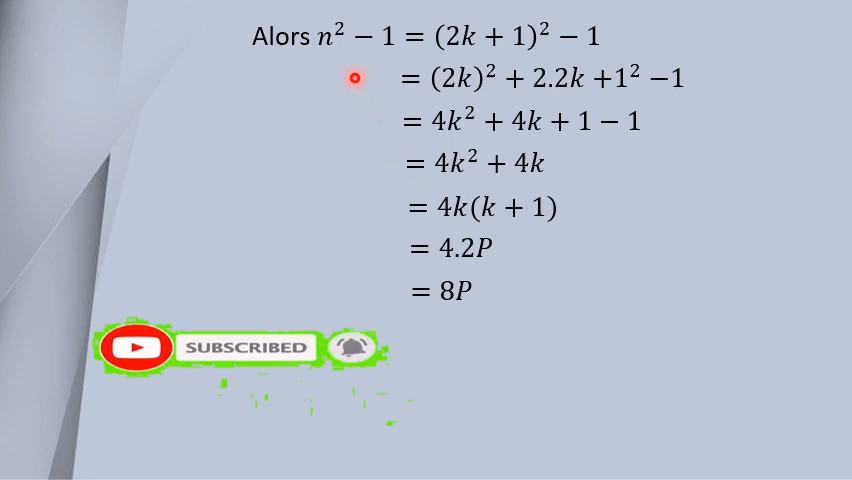 Alors n² − 1 = (2k + 1)² − 1
= (2k)² + 2.2k +1² −1
= 4k² + 4k + 1 − 1
= 4k² + 4k
= 4k(k + 1)
= 4.2P
= 8P
SUBSCRIBED